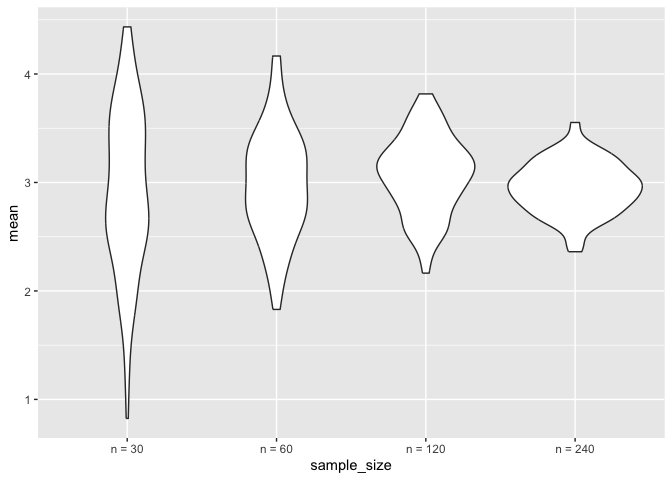 mean
4
3
2
1
n = 30
n = 60
n = 120
n = 240
sample_size